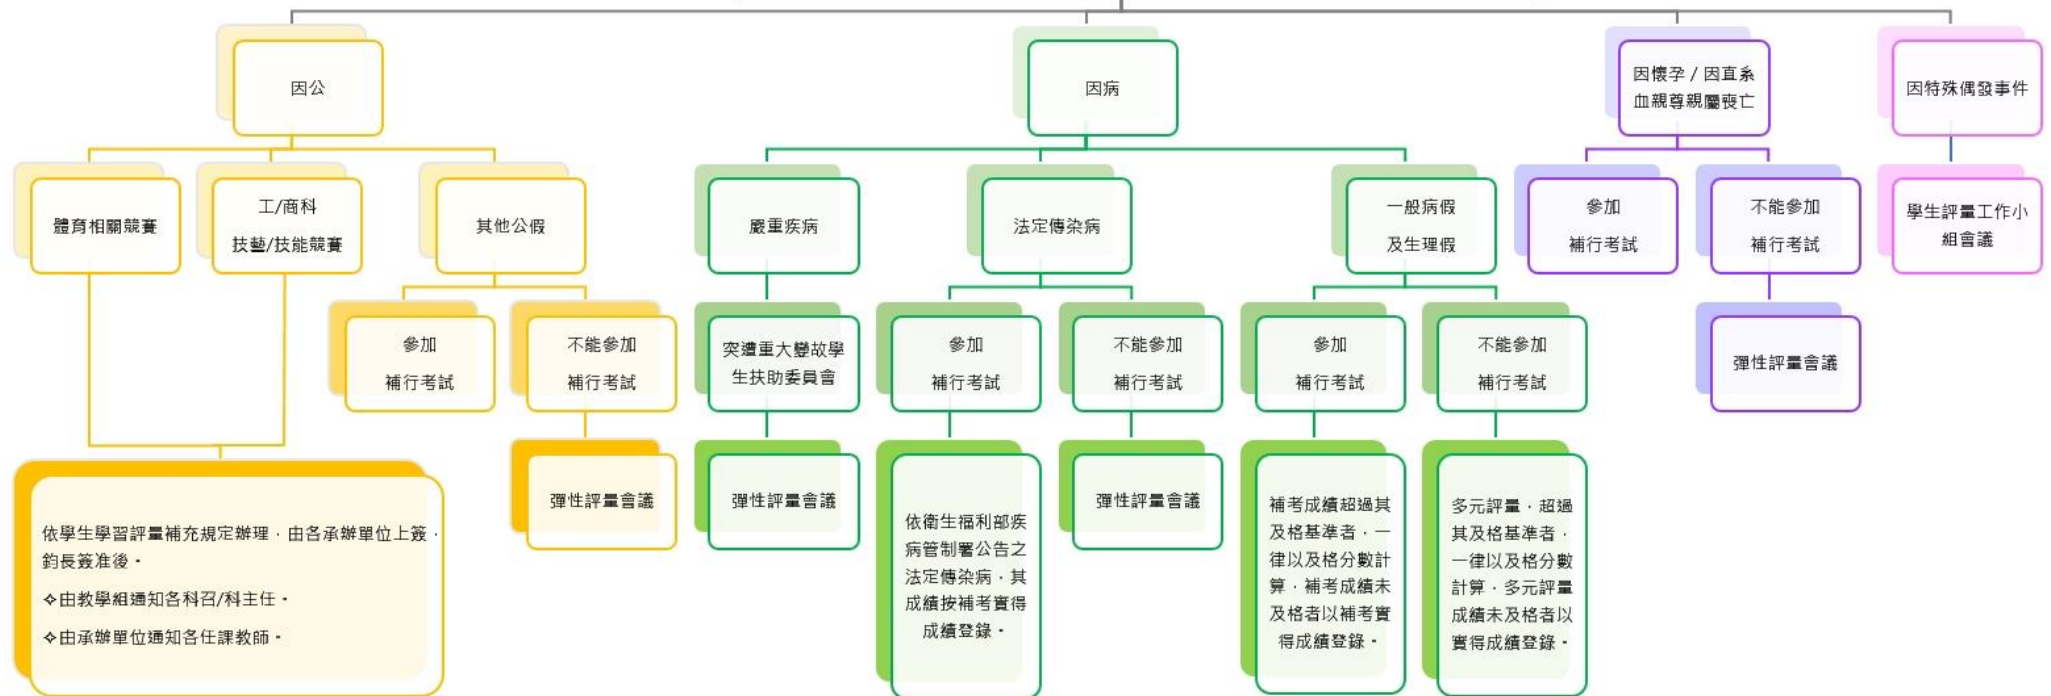 因公
因病
因懷孕 / 因直系
血親尊親屬喪亡
因特殊偶發事件
體育相關競賽
工/商科
技藝/技能競賽
其他公假
嚴重疾病
法定傳染病
一般病假
及生理假
參加
補行考試
不能參加
補行考試
學生評量工作小
組會議
參加
補行考試
不能參加
補行考試
突遭重大變故學
生扶助委員會
參加
補行考試
不能參加
補行考試
參加
補行考試
不能參加
補行考試
彈性評量會議
依學生學習評量補充規定辦理，由各承辦單位上簽，
鈞長簽准後。
✧由教學組通知各科召/科主任。
✧由承辦單位通知各任課教師。
彈性評量會議
彈性評量會議
依衛生福利部疾
病管制署公告之
法定傳染病，其
成績按補考實得
成績登錄。
彈性評量會議
補考成績超過其
及格基準者，一
律以及格分數計
算，補考成績未
及格者以補考實
得成績登錄。
多元評量，超過
其及格基準者，
一律以及格分數
計算，多元評量
成績未及格者以
實得成績登錄。